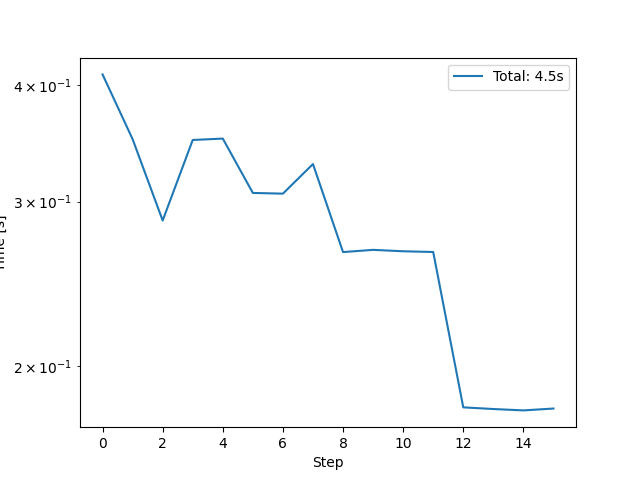 Total: 4.5s
4 × 10⁻¹
3 × 10⁻¹
2 × 10⁻¹
[s]
0 2 4 6 8 10 12 14
Step